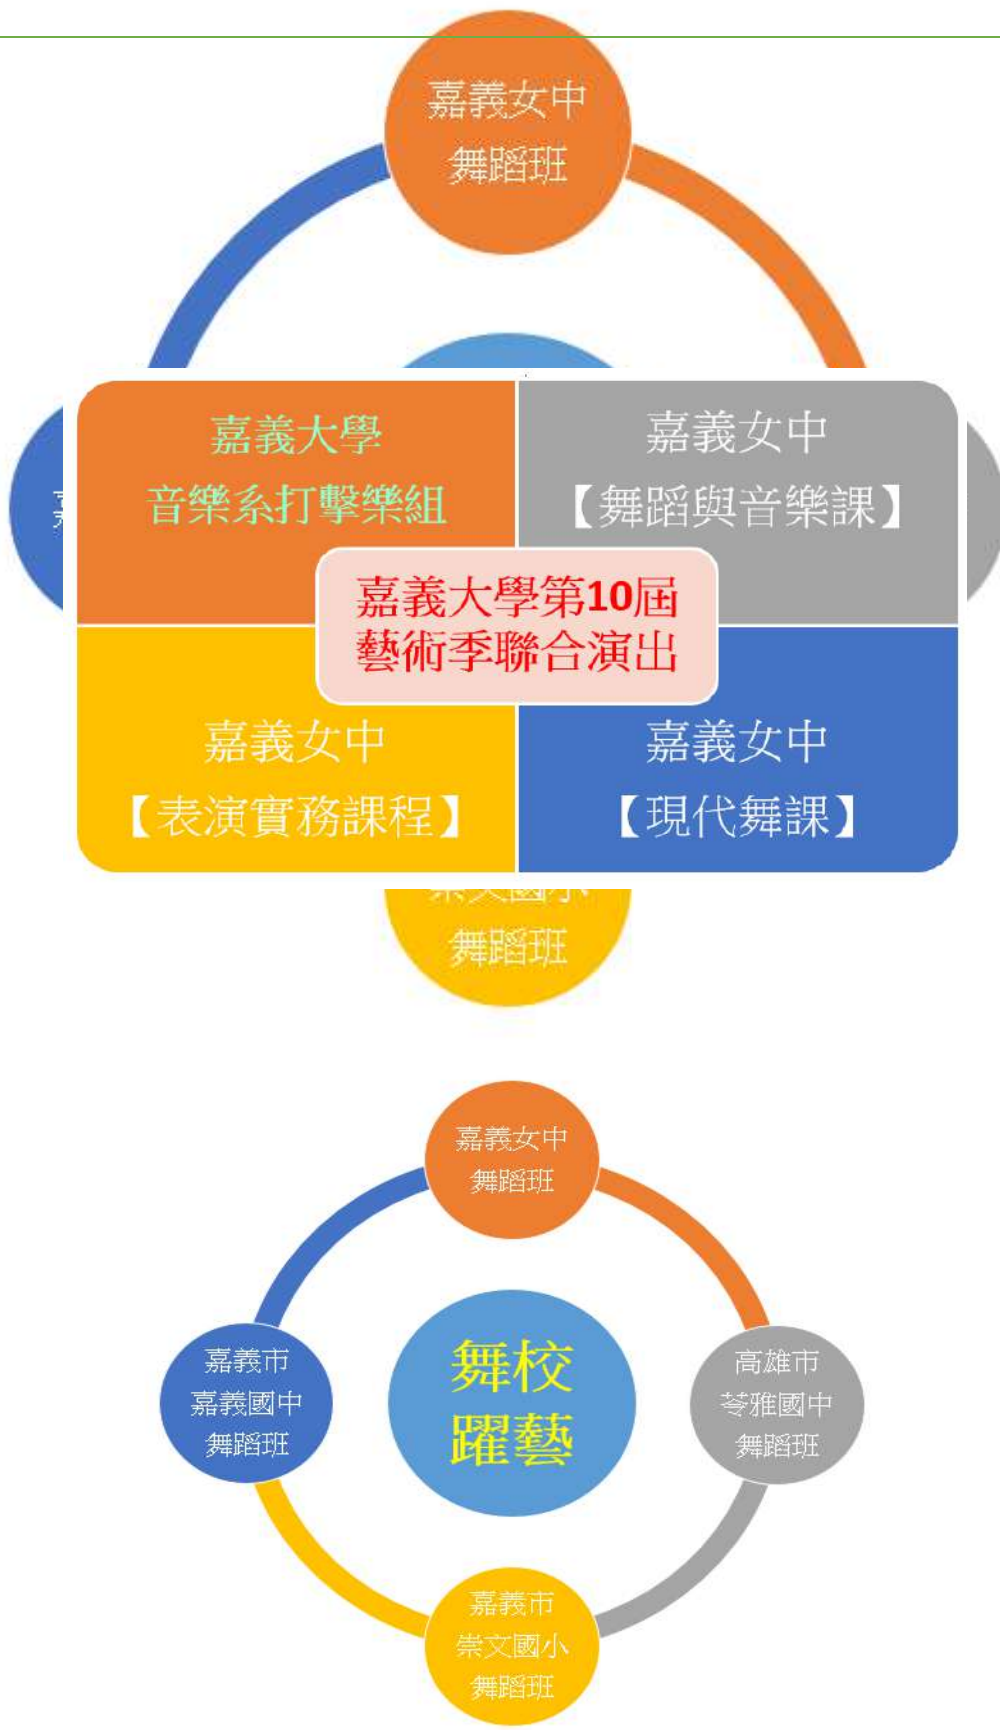 嘉義女中
舞蹈班
嘉義大學
音樂系打擊樂組
嘉義女中
【舞蹈與音樂課】
嘉義大學第10屆
藝術季聯合演出
嘉義女中
【表演實務課程】
嘉義女中
【現代舞課】
崇文國小
舞蹈班
嘉義女中
舞蹈班
嘉義市
嘉義國中
舞蹈班
舞校
躍藝
高雄市
苓雅國中
舞蹈班
嘉義市
崇文國小
舞蹈班